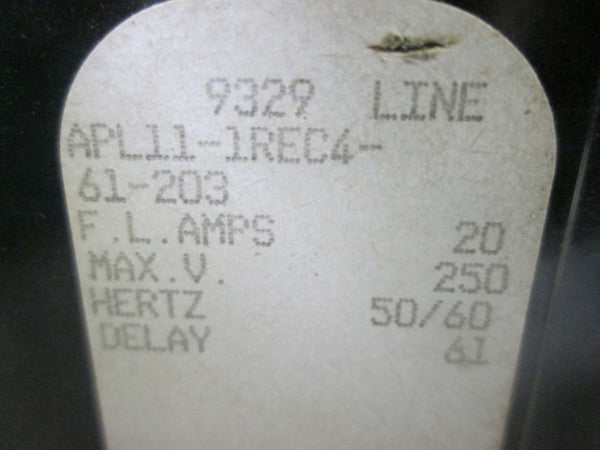 9329 LINE
APL11-1REC4-
61-203
F.L.AMPS 20
MAX.V. 250
HERTZ 50/60
DELAY 61